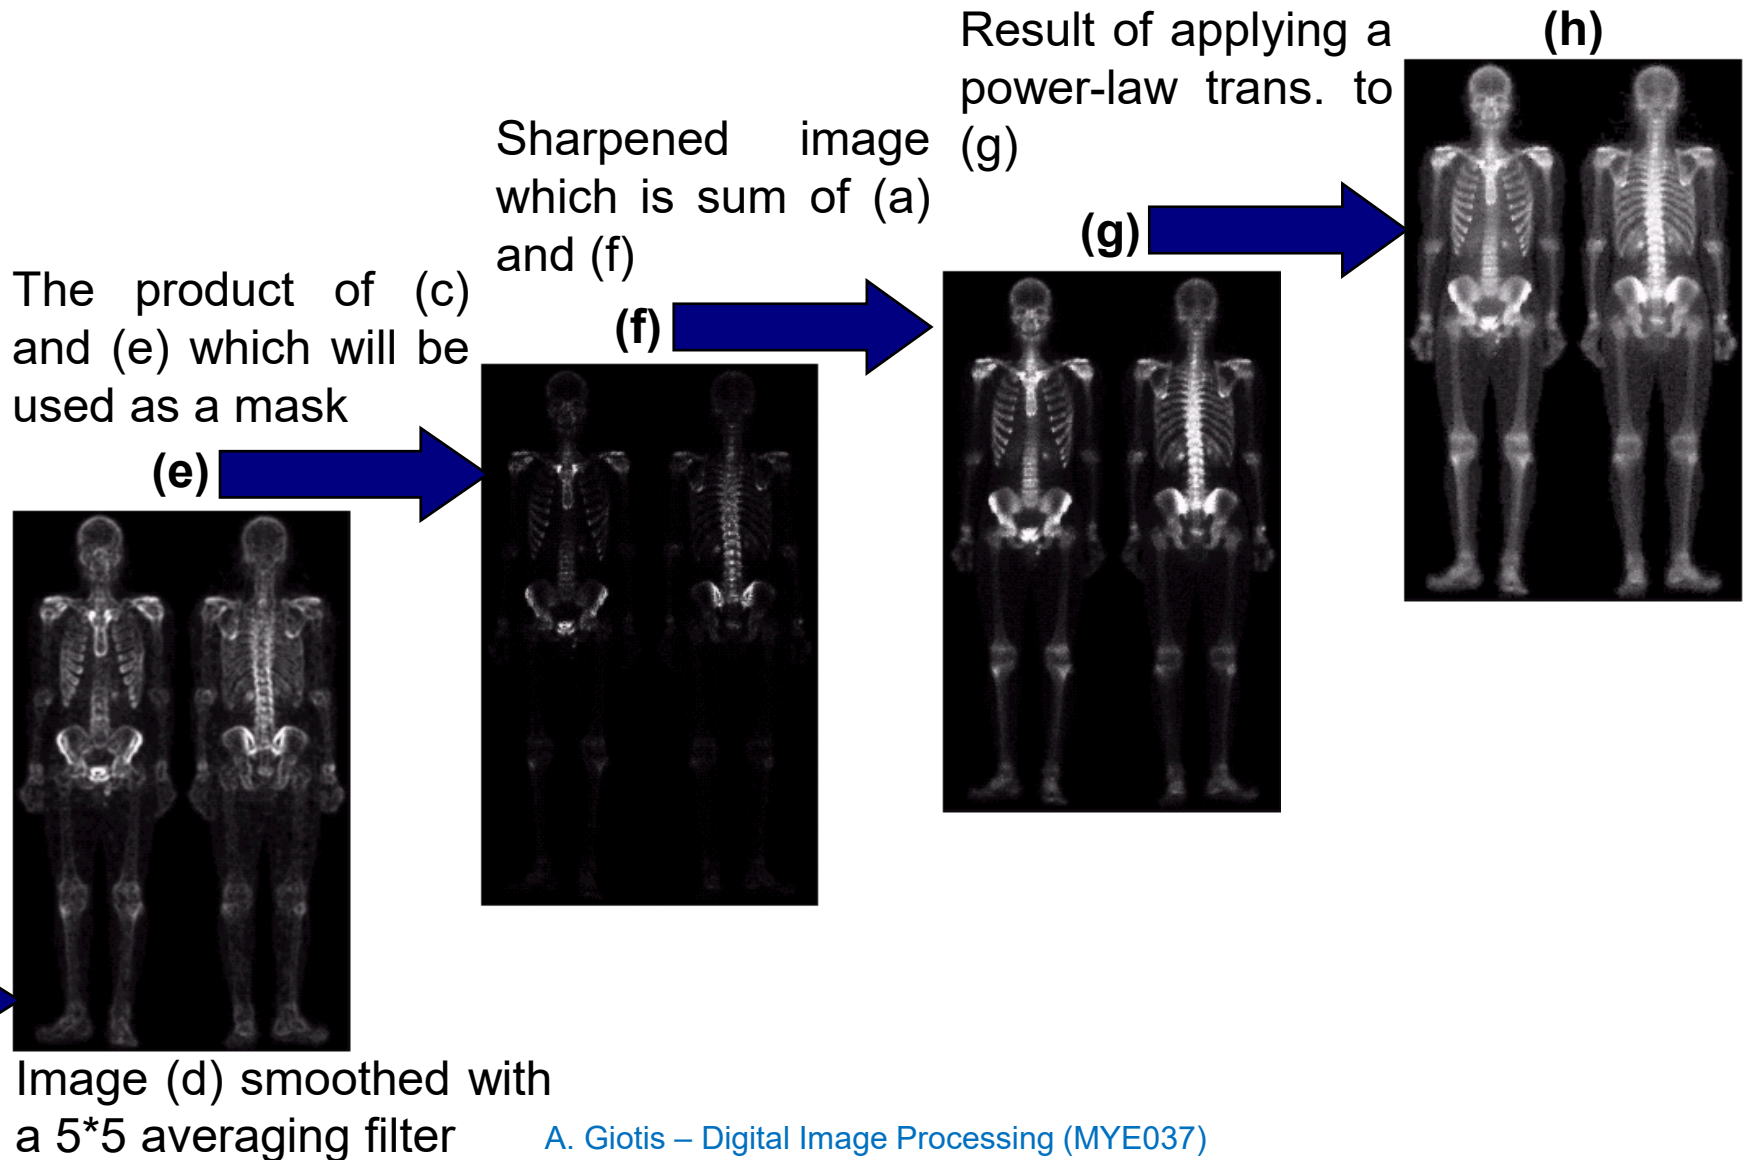 Result of applying a
power-law trans. to
(g)
(h)
Sharpened image
which is sum of (a)
and (f)
(g)
The product of (c)
and (e) which will be
used as a mask
(f)
(e)
Image (d) smoothed with
a 5*5 averaging filter
A. Giotis – Digital Image Processing (MYE037)